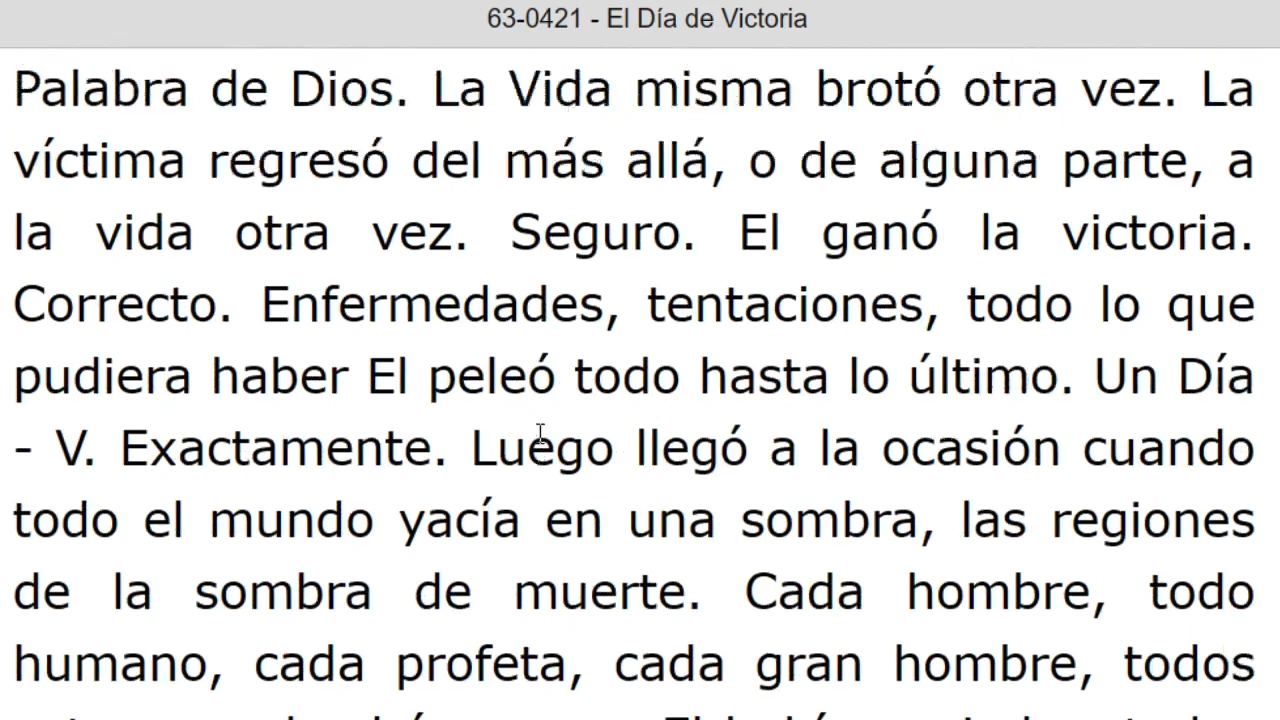 63-0421 - El Día de Victoria
Palabra de Dios. La Vida misma brotó otra vez. La
víctima regresó del más allá, o de alguna parte, a
la vida otra vez. Seguro. El ganó la victoria.
Correcto. Enfermedades, tentaciones, todo lo que
pudiera haber El peleó todo hasta lo último. Un Día
- V. Exactamente. Luego llegó a la ocasión cuando
todo el mundo yacía en una sombra, las regiones
de la sombra de muerte. Cada hombre, todo
humano, cada profeta, cada gran hombre, todos